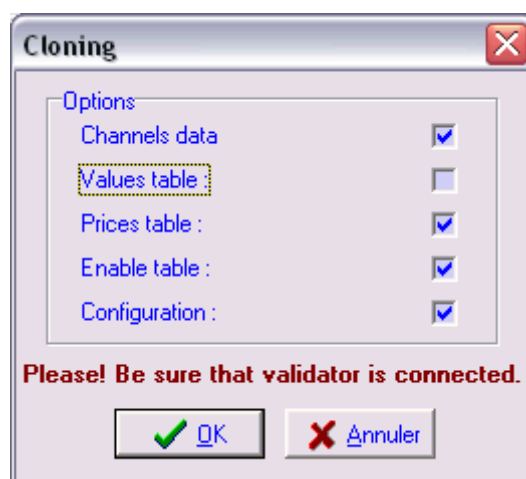 Cloning
Options
Channels data
Values table :
Prices table :
Enable table :
Configuration :
Please! Be sure that validator is connected.
OK
Annuler